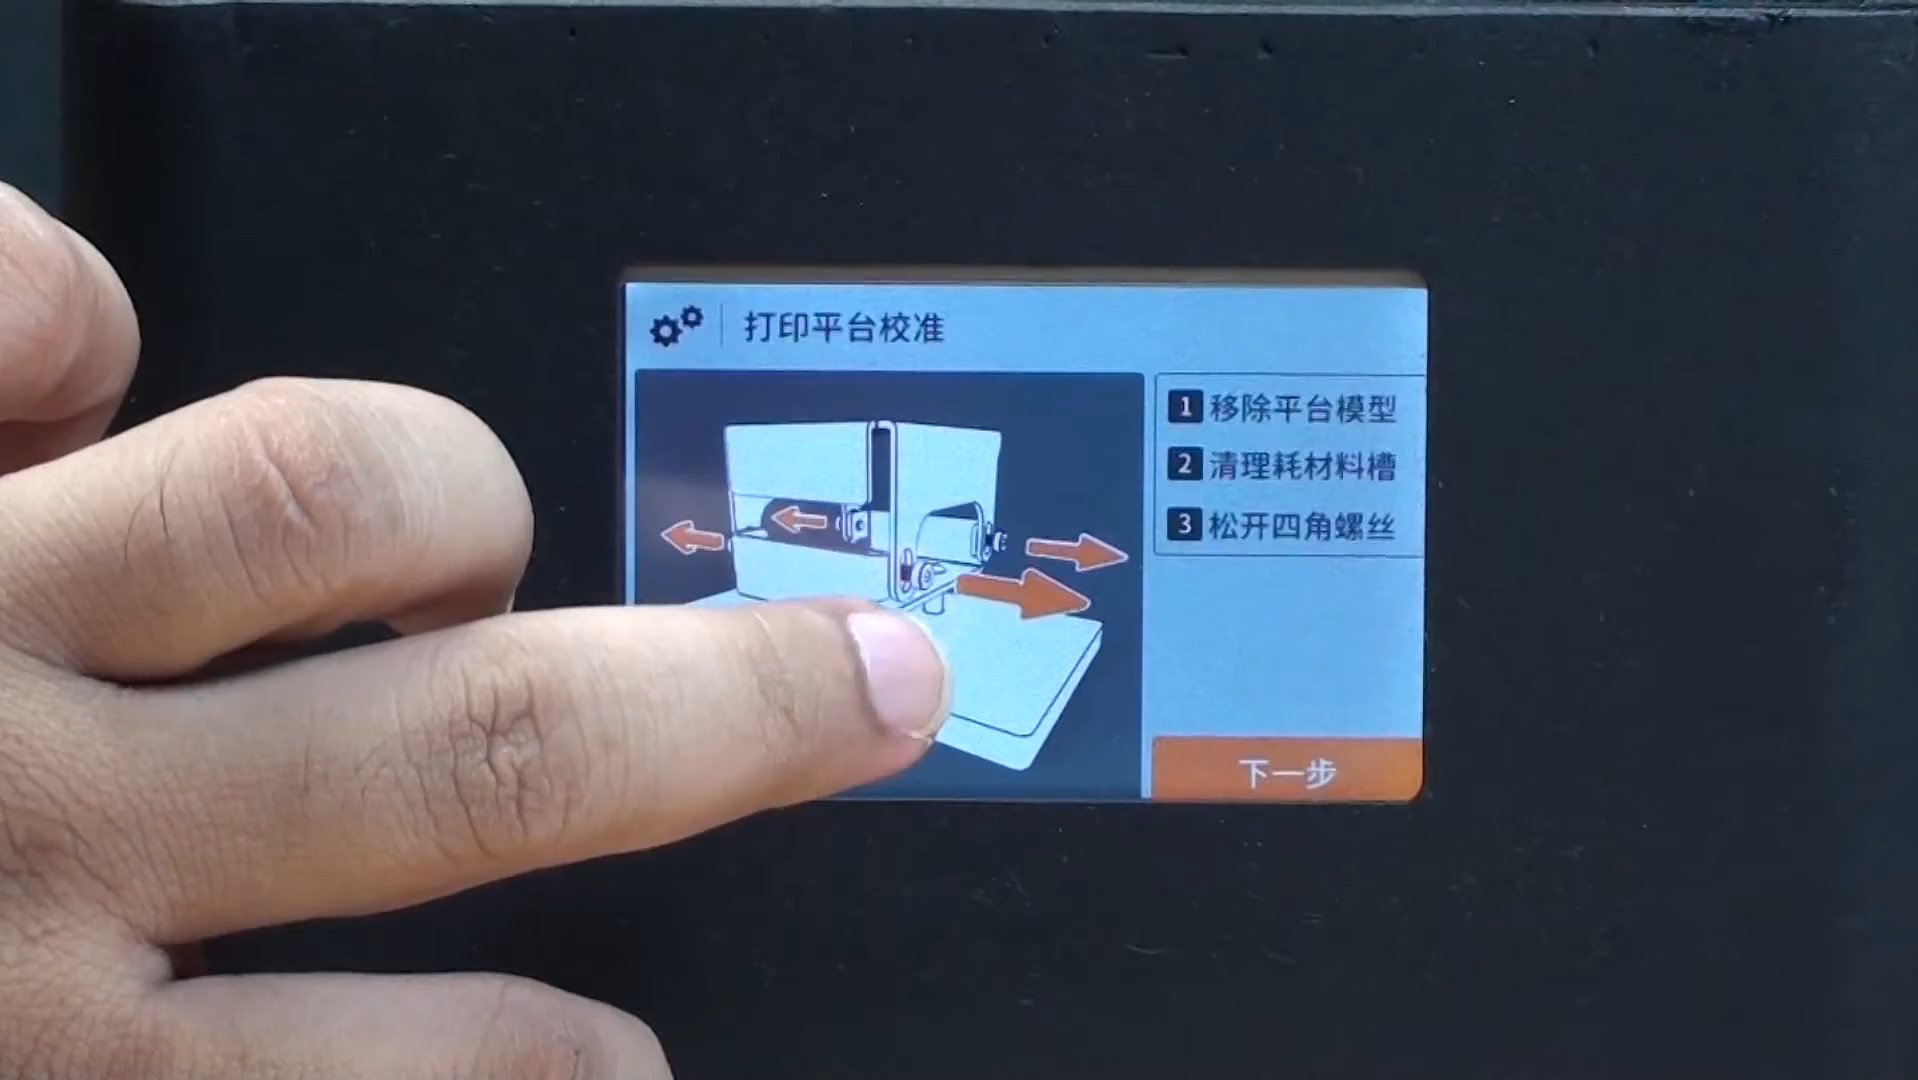 打印平台校准
1 移除平台模型
2 清理耗材料槽
3 松开四角螺丝
下一步